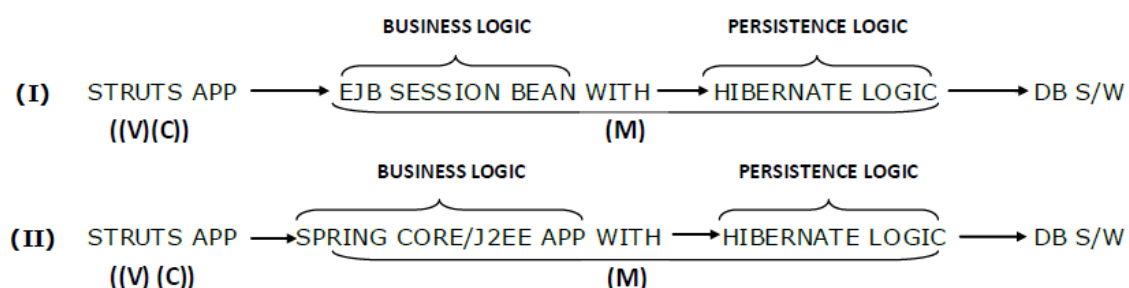 BUSINESS LOGIC PERSISTENCE LOGIC
(I) STRUTS APP EJB SESSION BEAN WITH HIBERNATE LOGIC DB S/W
((V)(C)) (M)
BUSINESS LOGIC PERSISTENCE LOGIC
(II) STRUTS APP SPRING CORE/J2EE APP WITH HIBERNATE LOGIC DB S/W
((V) (C)) (M)